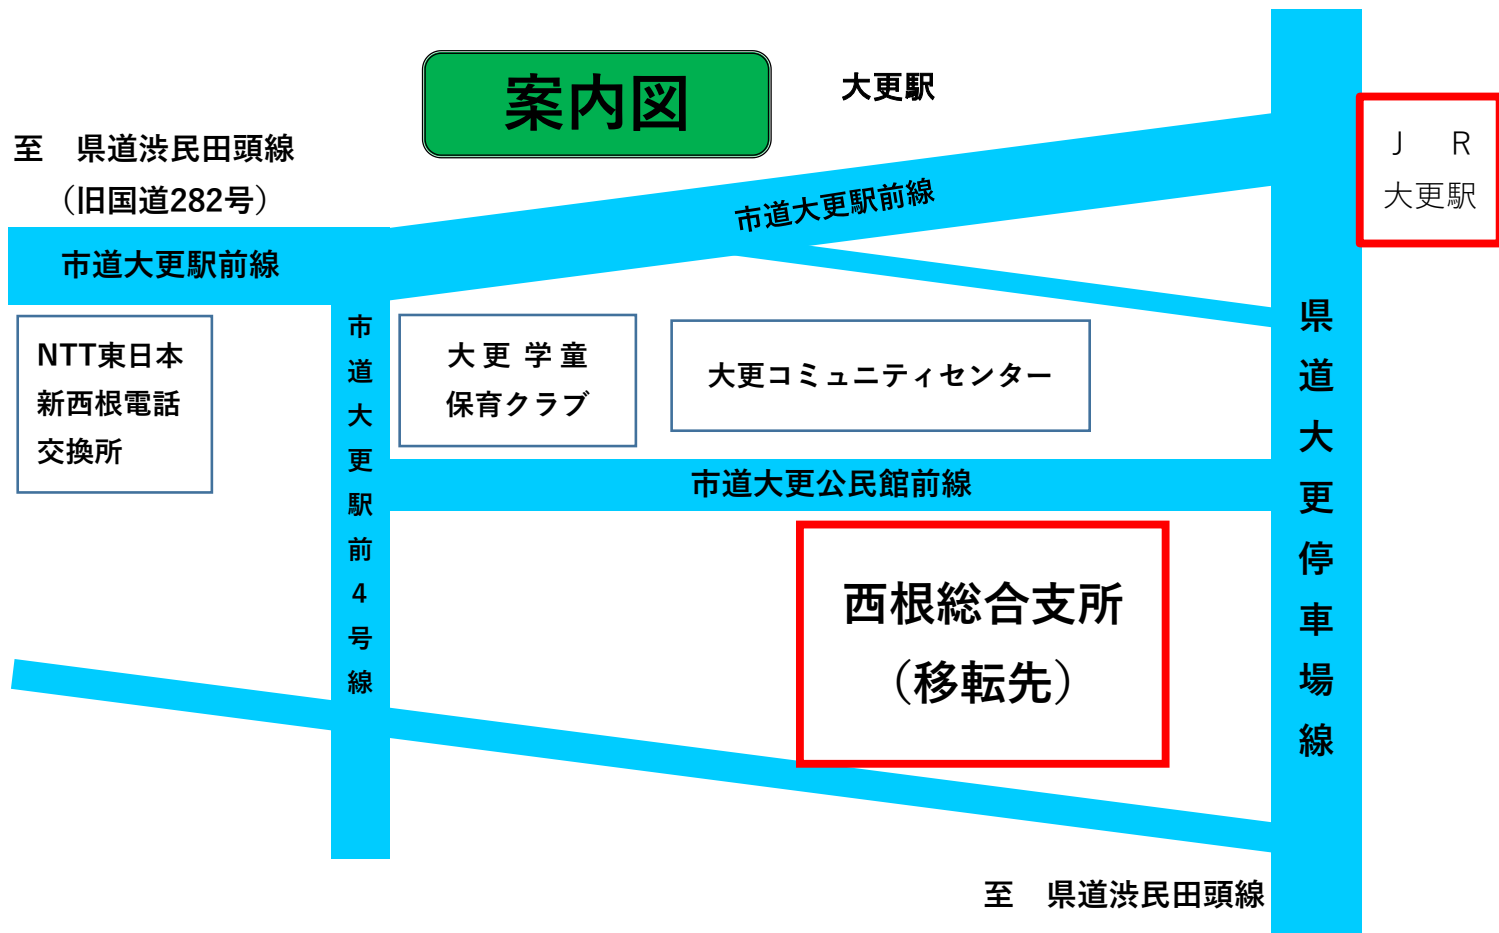 案内図
大更駅
至　県道渋民田頭線
（旧国道282号）
ＪＲ
大更駅
市道大更駅前線
市道大更駅前線
NTT東日本
新西根電話
交換所
市道大更駅前4号線
大更 学童
保育クラブ
大更コミュニティセンター
県道大更停車場線
市道大更公民館前線
西根総合支所
（移転先）
至　県道渋民田頭線